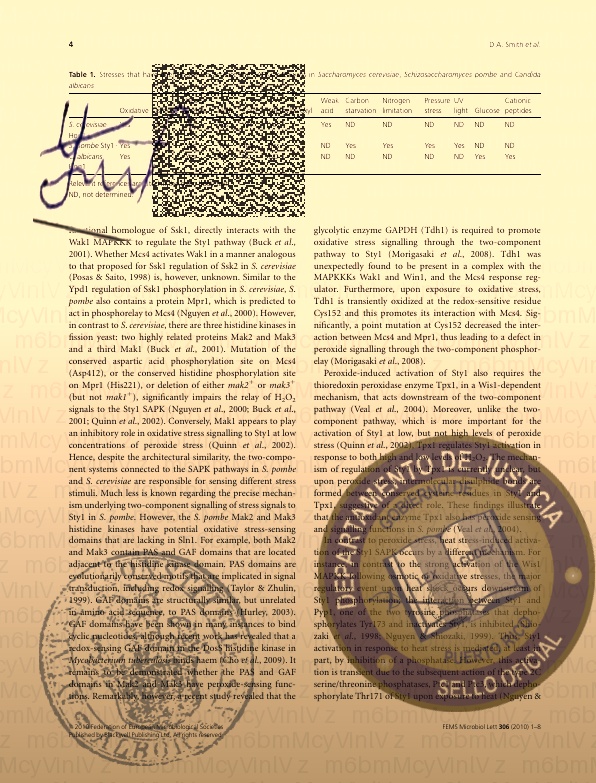 4 D.A. Smith et al.
Table 1. Stresses that in Saccharomyces cerevisiae, Schizosaccharomyces pombe and Candida
albicans
Oxidative Weak acid Carbon starvation Nitrogen limitation Pressure stress UV light Glucose Cationic peptides
S. cerevisiae Yes ND ND ND ND ND ND
pombe Sty1 Yes ND Yes Yes Yes Yes ND ND
albicans Yes ND ND ND ND ND Yes Yes
Relevant
ND, not determined.
homologue of Ssk1, directly interacts with the
Wak1 MAPKKK to regulate the Sty1 pathway (Buck et al.,
2001). Whether Mcs4 activates Wak1 in a manner analogous
to that proposed for Ssk1 regulation of Ssk2 in S. cerevisiae
(Posas & Saito, 1998) is, however, unknown. Similar to the
Ypd1 regulation of Ssk1 phosphorylation in S. cerevisiae, S.
pombe also contains a protein Mpr1, which is predicted to
act in phosphorelay to Mcs4 (Nguyen et al., 2000). However,
in contrast to S. cerevisiae, there are three histidine kinases in
fission yeast: two highly related proteins Mak2 and Mak3
and a third Mak1 (Buck et al., 2001). Mutation of the
conserved aspartic acid phosphorylation site on Mcs4
(Asp412), or the conserved histidine phosphorylation site
on Mpr1 (His221), or deletion of either mak2+ or mak3+
(but not mak1+), significantly impairs the relay of H2O2
signals to the Sty1 SAPK (Nguyen et al., 2000; Buck et al.,
2001; Quinn et al., 2002). Conversely, Mak1 appears to play
an inhibitory role in oxidative stress signalling to Sty1 at low
concentrations of peroxide stress (Quinn et al., 2002).
Hence, despite the architectural similarity, the two-compo-
nent systems connected to the SAPK pathways in S. pombe
and S. cerevisiae are responsible for sensing different stress
stimuli. Much less is known regarding the precise mechan-
ism underlying two-component signalling of stress signals to
Sty1 in S. pombe. However, the S. pombe Mak2 and Mak3
histidine kinases have potential oxidative stress-sensing
domains that are lacking in Sln1. For example, both Mak2
and Mak3 contain PAS and GAF domains that are located
adjacent to the histidine kinase domain. PAS domains are
evolutionarily conserved motifs that are implicated in signal
transduction, including redox signalling (Taylor & Zhulin,
1999). GAF domains are structurally similar, but unrelated
in amino acid sequence, to PAS domains (Hurley, 2003).
GAF domains have been shown in many instances to bind
cyclic nucleotides, although recent work has revealed that a
redox-sensing GAF domain in the DosS histidine kinase in
Mycobacterium tuberculosis binds haem (Cho et al., 2009). It
remains to be demonstrated whether the PAS and GAF
domains in Mak2 and Mak3 have peroxide-sensing func-
tions. Remarkably, however, a recent study revealed that the
glycolytic enzyme GAPDH (Tdh1) is required to promote
oxidative stress signalling through the two-component
pathway to Sty1 (Morigasaki et al., 2008). Tdh1 was
unexpectedly found to be present in a complex with the
MAPKKKs Wak1 and Win1, and the Mcs4 response reg-
ulator. Furthermore, upon exposure to oxidative stress,
Tdh1 is transiently oxidized at the redox-sensitive residue
Cys152 and this promotes its interaction with Mcs4. Sig-
nificantly, a point mutation at Cys152 decreased the inter-
action between Mcs4 and Mpr1, thus leading to a defect in
peroxide signalling through the two-component phosphor-
elay (Morigasaki et al., 2008).
Peroxide-induced activation of Sty1 also requires the
thioredoxin peroxidase enzyme Tpx1, in a Wis1-dependent
mechanism, that acts downstream of the two-component
pathway (Veal et al., 2004). Moreover, unlike the two-
component pathway, which is more important for the
activation of Sty1 at low, but not high levels of peroxide
stress (Quinn et al., 2002), Tpx1 regulates Sty1 activation in
response to both high and low levels of H2O2. The mechan-
ism of regulation of Sty1 by Tpx1 is currently unclear, but
upon peroxide stress, intermolecular disulphide bonds are
formed between conserved cysteine residues in Sty1 and
Tpx1, suggestive of a direct role. These findings illustrate
that the antioxidant enzyme Tpx1 also has peroxide sensing
and signalling functions in S. pombe (Veal et al., 2004).
In contrast to oxidative stress, heat stress-induced activa-
tion of the Sty1 SAPK occurs by a different mechanism. For
instance, in contrast to the strong activation of the Wis1
MAPKK following osmotic or oxidative stresses, the major
regulatory event upon heat shock occurs downstream of
Sty1 phosphorylation; the interaction between Sty1 and
Pyp1, one of the two tyrosine phosphatases that depho-
sphorylates Tyr173 and inactivates Sty1, is inhibited (Shio-
zaki et al., 1998; Nguyen & Shiozaki, 1999). Thus, Sty1
activation in response to heat stress is mediated, at least in
part, by inhibition of a phosphatase. However, this activa-
tion is transient due to the subsequent action of the type 2C
serine/threonine phosphatases, Ptc1 and Ptc3, which depho-
sphorylate Thr171 of Sty1 upon exposure to heat (Nguyen &
© 2010 Federation of European Microbiological Societies
Published by Blackwell Publishing Ltd. All rights reserved
FEMS Microbiol Lett 306 (2010) 1–8